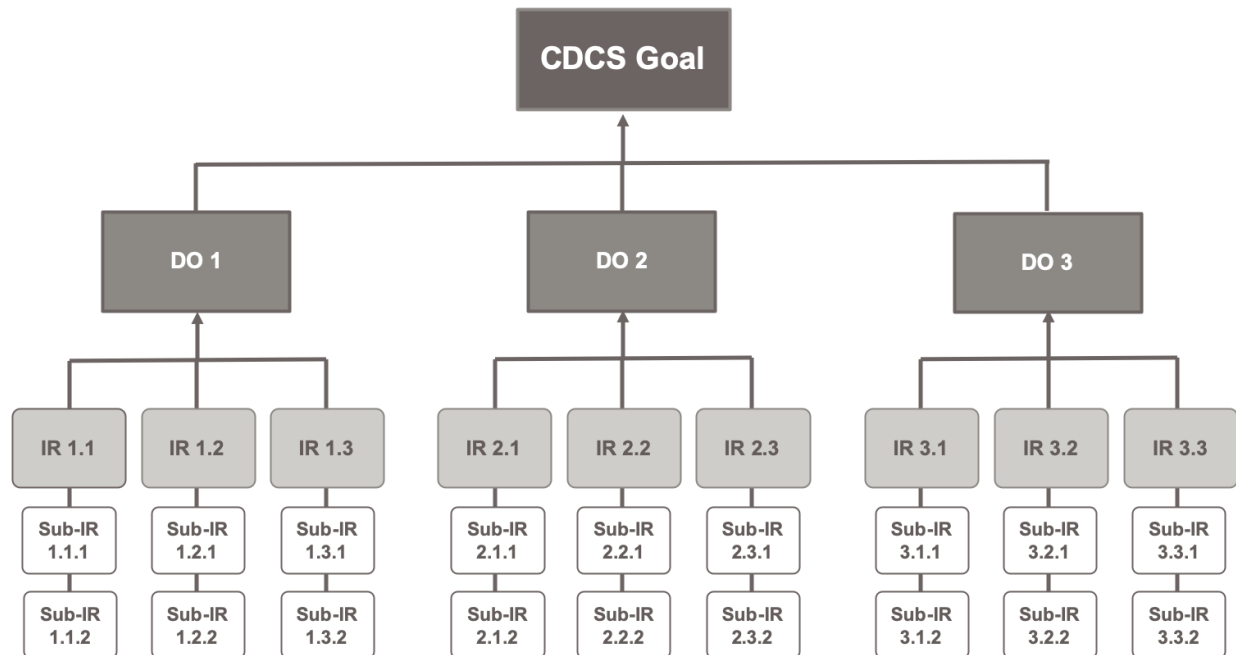 CDCS Goal
DO 1
DO 2
DO 3
IR 1.1
IR 1.2
IR 1.3
IR 2.1
IR 2.2
IR 2.3
IR 3.1
IR 3.2
IR 3.3
Sub-IR
1.1.1
Sub-IR
1.2.1
Sub-IR
1.3.1
Sub-IR
2.1.1
Sub-IR
2.2.1
Sub-IR
2.3.1
Sub-IR
3.1.1
Sub-IR
3.2.1
Sub-IR
3.3.1
Sub-IR
1.1.2
Sub-IR
1.2.2
Sub-IR
1.3.2
Sub-IR
2.1.2
Sub-IR
2.2.2
Sub-IR
2.3.2
Sub-IR
3.1.2
Sub-IR
3.2.2
Sub-IR
3.3.2